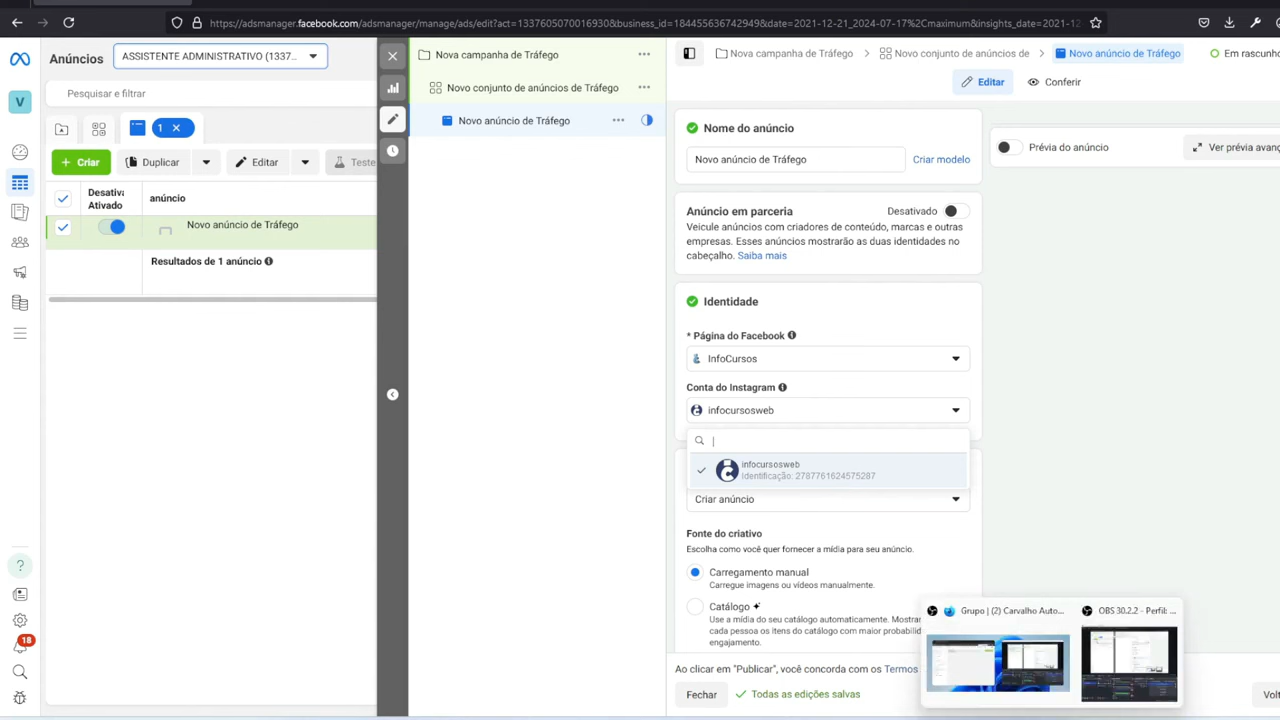 https://adsmanager.facebook.com/adsmanager/manage/ads/edit?act=1337605070016930&business_id=184455636742949&date=2021-12-21_2024-07-17%2Cmaximum&insights_date=2021-12
Anúncios
ASSISTENTE ADMINISTRATIVO (1337...
Pesquisar e filtrar
V
1
+ Criar
Duplicar
Editar
Teste
Desativa
Ativado
anúncio
Novo anúncio de Tráfego
Resultados de 1 anúncio
18
Nova campanha de Tráfego
Novo conjunto de anúncios de Tráfego
Novo anúncio de Tráfego
Nova campanha de Tráfego
Novo conjunto de anúncios de
Novo anúncio de Tráfego
Em rascunho
Editar
Conferir
Nome do anúncio
Novo anúncio de Tráfego
Criar modelo
Prévia do anúncio
Ver prévia avanç
Anúncio em parceria
Desativado
Veicule anúncios com criadores de conteúdo, marcas e outras
empresas. Esses anúncios mostrarão as duas identidades no
cabeçalho. Saiba mais
Identidade
* Página do Facebook
InfoCursos
Conta do Instagram
infocursosweb
infocursosweb
Identificação: 2787761624575287
Criar anúncio
Fonte do criativo
Escolha como você quer fornecer a mídia para seu anúncio.
Carregamento manual
Carregue imagens ou vídeos manualmente.
Catálogo
Use a mídia do seu catálogo automaticamente. Mostrar
cada pessoa os itens do catálogo com maior probabilid
engajamento.
Grupo | (2) Carvalho Auto...
OBS 30.2.2 - Perfil: ...
Ao clicar em "Publicar", você concorda com os Termos
Fechar
Todas as edições salvas
Volt